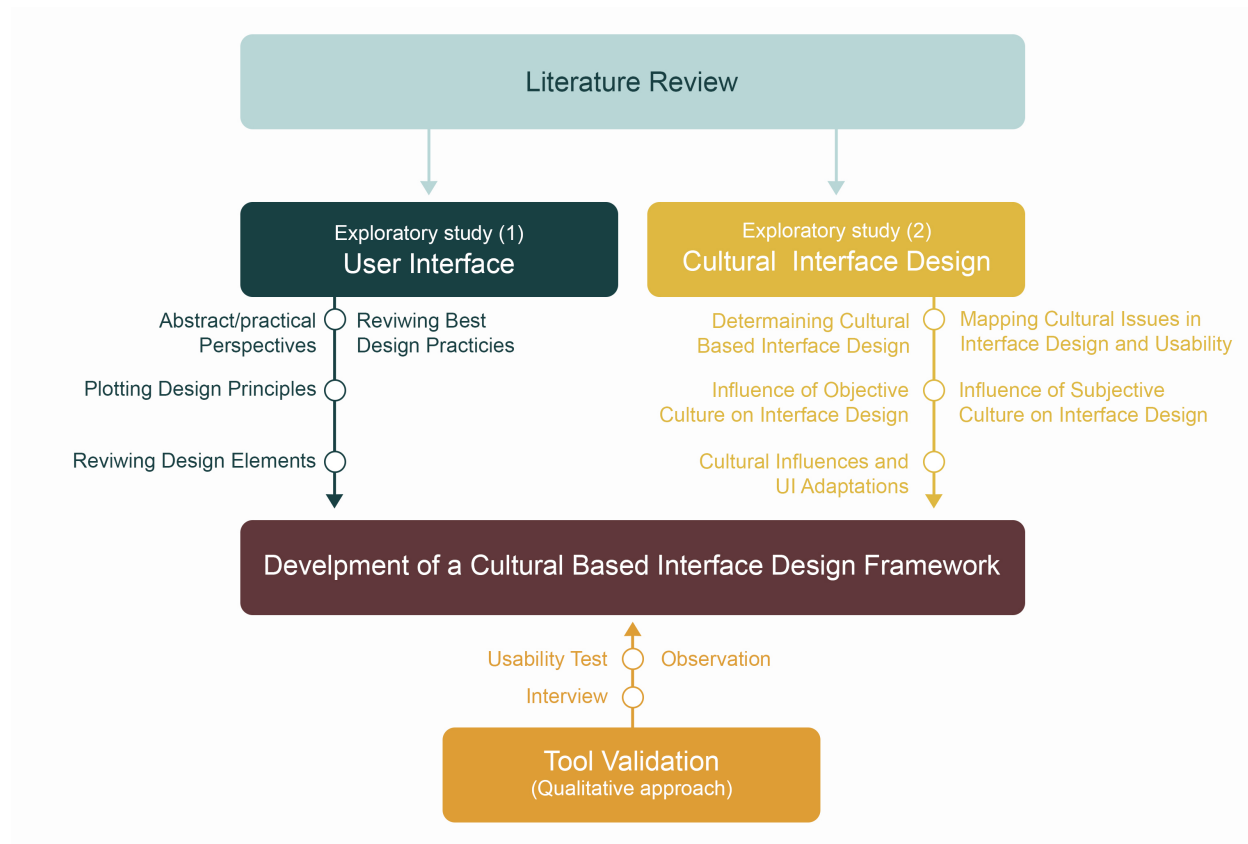 Literature Review
Exploratory study (1)
User Interface
Exploratory study (2)
Cultural Interface Design
Abstract/practical
Perspectives
Reviwing Best
Design Practicies
Plotting Design Principles
Reviwing Design Elements
Determaining Cultural
Based Interface Design
Mapping Cultural Issues in
Interface Design and Usability
Influence of Objective
Culture on Interface Design
Influence of Subjective
Culture on Interface Design
Cultural Influences and
UI Adaptations
Develpment of a Cultural Based Interface Design Framework
Usability Test
Observation
Interview
Tool Validation
(Qualitative approach)